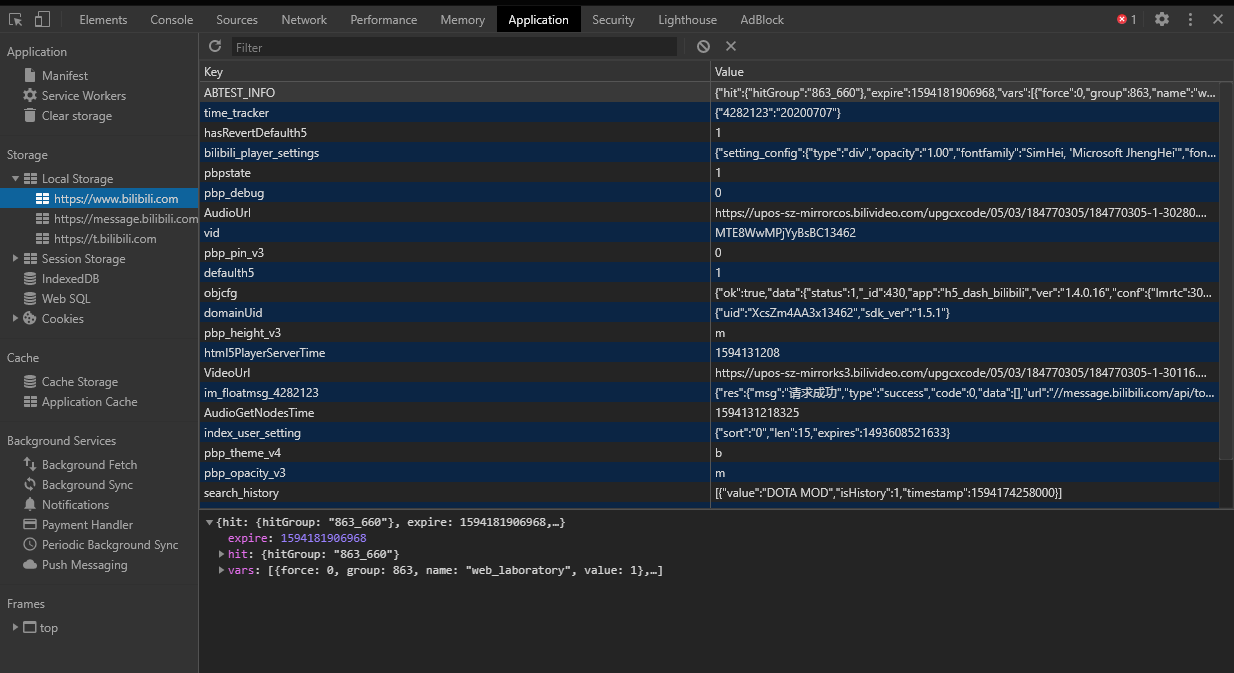 Elements Console Sources Network Performance Memory Application Security Lighthouse AdBlock 1
Application
Manifest
Service Workers
Clear storage
Storage
Local Storage
https://www.bilibili.com
https://message.bilibili.com
https://t.bilibili.com
Session Storage
IndexedDB
Web SQL
Cookies
Cache
Cache Storage
Application Cache
Background Services
Background Fetch
Background Sync
Notifications
Payment Handler
Periodic Background Sync
Push Messaging
Frames
top
Filter
Key Value
ABTEST_INFO {"hit":{"hitGroup":"863_660"},"expire":1594181906968,"vars":[{"force":0,"group":863,"name":"w...
time_tracker {"4282123":"20200707"}
hasRevertDefaulth5 1
bilibili_player_settings {"setting_config":{"type":"div","opacity":"1.00","fontfamily":"SimHei, 'Microsoft JhengHei'","fon...
pbpstate 1
pbp_debug 0
AudioUrl https://upos-sz-mirrorcos.bilivideo.com/upgcxcode/05/03/184770305/184770305-1-30280....
vid MTE8WwMPjYyBsBC13462
pbp_pin_v3 0
defaulth5 1
objcfg {"ok":true,"data":{"status":1,"_id":430,"app":"h5_dash_bilibili","ver":"1.4.0.16","conf":{"lmrtc":30...
domainUid {"uid":"XcsZm4AA3x13462","sdk_ver":"1.5.1"}
pbp_height_v3 m
html5PlayerServerTime 1594131208
VideoUrl https://upos-sz-mirrorks3.bilivideo.com/upgcxcode/05/03/184770305/184770305-1-30116....
im_floatmsg_4282123 {"res":{"msg":"请求成功","type":"success","code":0,"data":[],"url":"//message.bilibili.com/api/to...
AudioGetNodesTime 1594131218325
index_user_setting {"sort":"0","len":15,"expires":1493608521633}
pbp_theme_v4 b
pbp_opacity_v3 m
search_history [{"value":"DOTA MOD","isHistory":1,"timestamp":1594174258000}]
{hit: {hitGroup: "863_660"}, expire: 1594181906968,…}
expire: 1594181906968
hit: {hitGroup: "863_660"}
vars: [{force: 0, group: 863, name: "web_laboratory", value: 1},…]